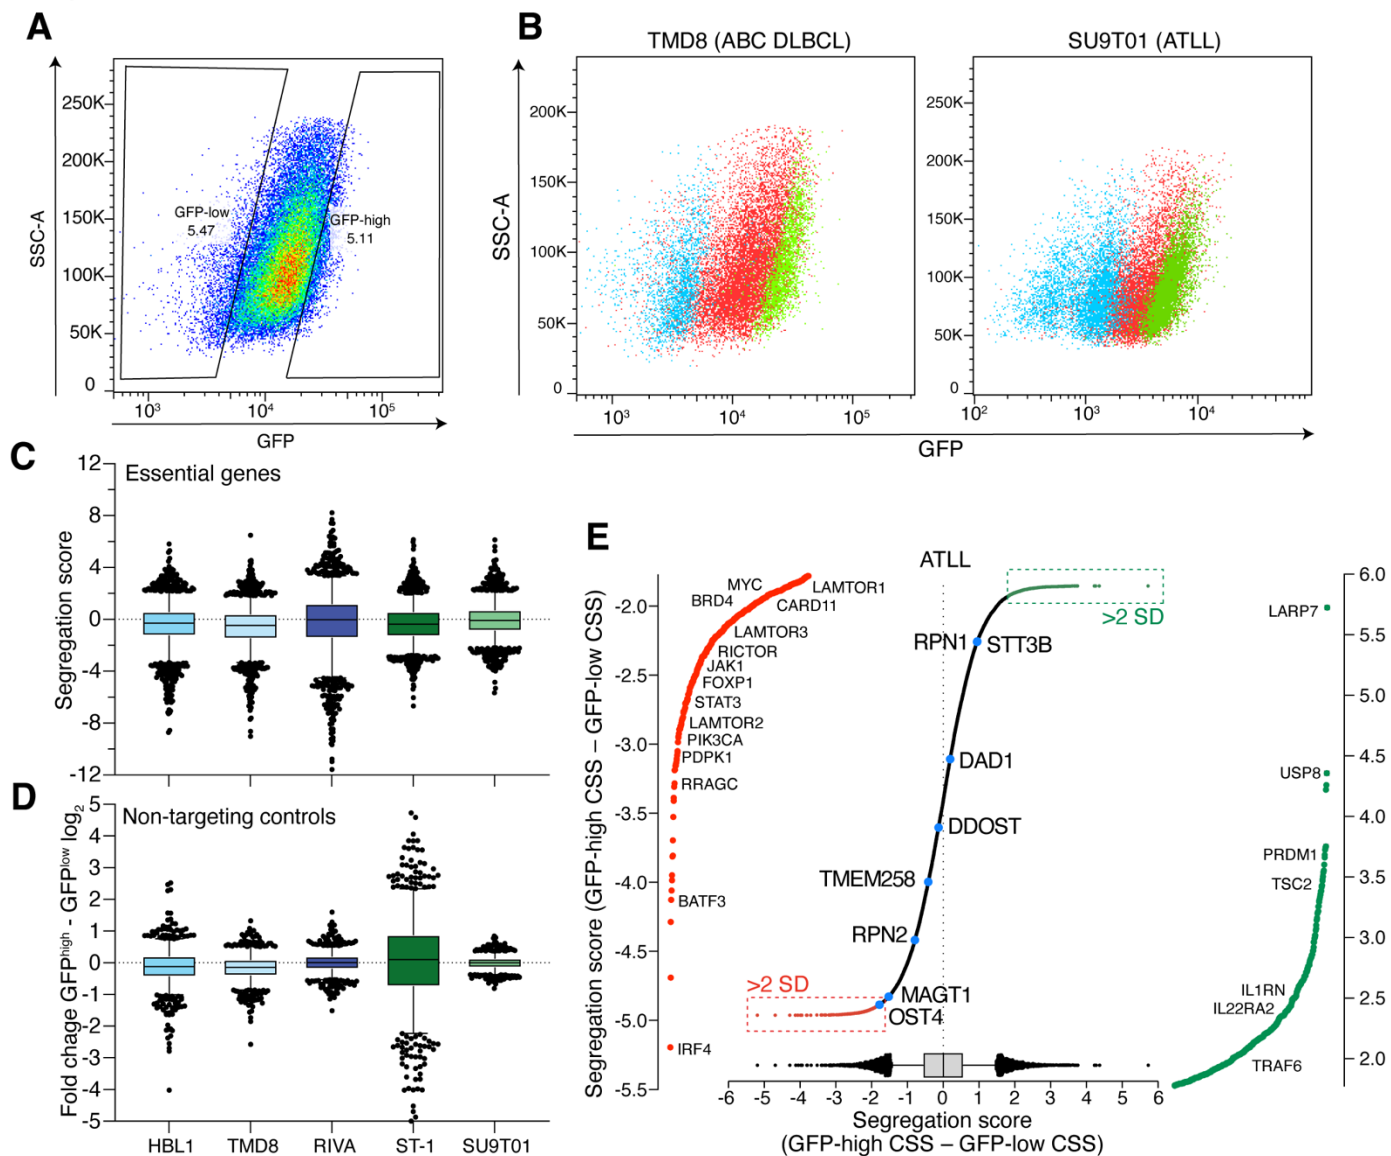 A
SSC-A
250K
200K
150K
100K
50K
0
GFP-low
5.47
GFP-high
5.11
10³
10⁴
10⁵
GFP
B
TMD8 (ABC DLBCL)
SU9T01 (ATLL)
SSC-A
200K
150K
100K
50K
0
10³
10⁴
10⁵
250K
200K
150K
100K
50K
0
10²
10³
10⁴
GFP
C
Essential genes
Segregation score
12
8
4
0
-4
-8
-12
D
Non-targeting controls
Fold chage GFPʰⁱᵍʰ - GFPˡᵒʷ log₂
5
4
3
2
1
0
-1
-2
-3
-4
-5
HBL1 TMD8 RIVA ST-1 SU9T01
E
Segregation score (GFP-high CSS – GFP-low CSS)
-2.0
-2.5
-3.0
-3.5
-4.0
-4.5
-5.0
-5.5
MYC
LAMTOR1
BRD4
CARD11
LAMTOR3
RICTOR
JAK1
FOXP1
STAT3
LAMTOR2
PIK3CA
PDPK1
RRAGC
BATF3
IRF4
ATLL
>2 SD
RPN1
STT3B
DAD1
DDOST
TMEM258
RPN2
>2 SD
MAGT1
OST4
-6 -5 -4 -3 -2 -1 0 1 2 3 4 5 6
Segregation score
(GFP-high CSS – GFP-low CSS)
6.0
5.5
5.0
4.5
4.0
3.5
3.0
2.5
2.0
LARP7
USP8
PRDM1
TSC2
IL1RN
IL22RA2
TRAF6